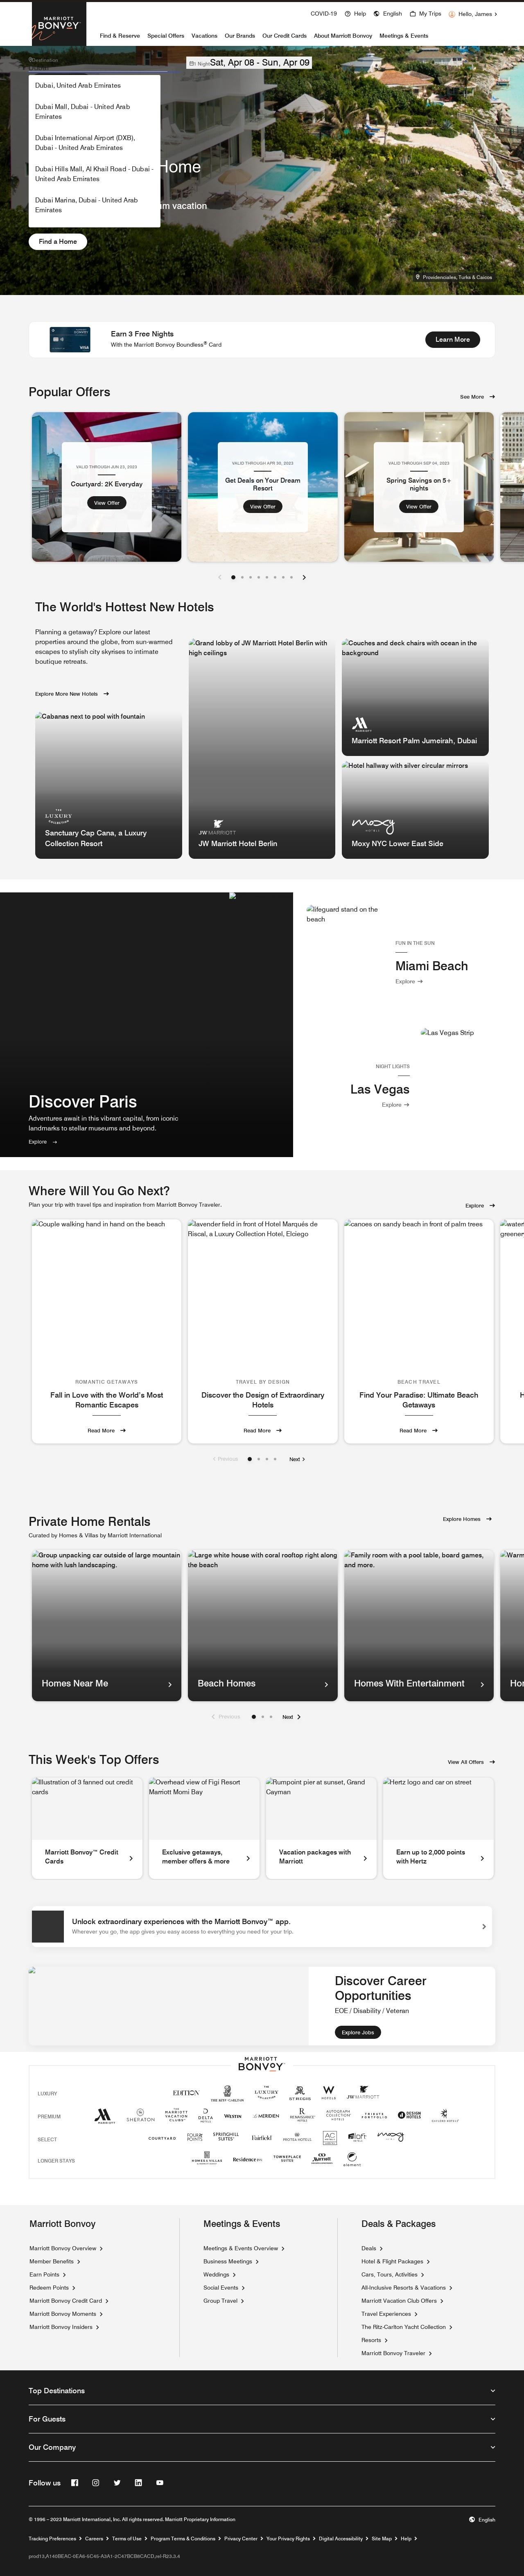 MARRIOTT
BONVOY
COVID-19
Help
English
My Trips
Hello, James
Find & Reserve
Special Offers
Vacations
Our Brands
Our Credit Cards
About Marriott Bonvoy
Meetings & Events
Destination
Night
Sat, Apr 08 - Sun, Apr 09
Dubai, United Arab Emirates
Dubai Mall, Dubai - United Arab
Emirates
Dubai International Airport (DXB),
Dubai - United Arab Emirates
Dubai Hills Mall, Al Khail Road - Dubai -
United Arab Emirates
Dubai Marina, Dubai - United Arab
Emirates
Home
vacation
Find a Home
Providenciales, Turks & Caicos
Earn 3 Free Nights
With the Marriott Bonvoy Boundless® Card
Learn More
VISA
Popular Offers
See More
VALID THROUGH JUN 23, 2023
Courtyard: 2K Everyday
View Offer
VALID THROUGH APR 30, 2023
Get Deals on Your Dream
Resort
View Offer
VALID THROUGH SEP 04, 2023
Spring Savings on 5+
nights
View Offer
The World's Hottest New Hotels
Planning a getaway? Explore our latest
properties around the globe, from sun-warmed
escapes to stylish city skyrises to intimate
boutique retreats.
Explore More New Hotels
Cabanas next to pool with fountain
THE
LUXURY
COLLECTION
Sanctuary Cap Cana, a Luxury
Collection Resort
Grand lobby of JW Marriott Hotel Berlin with
high ceilings
JW MARRIOTT
JW Marriott Hotel Berlin
Couches and deck chairs with ocean in the
background
MARRIOTT
Marriott Resort Palm Jumeirah, Dubai
Hotel hallway with silver circular mirrors
moxy
HOTELS
Moxy NYC Lower East Side
Discover Paris
Adventures await in this vibrant capital, from iconic
landmarks to stellar museums and beyond.
Explore
lifeguard stand on the
beach
FUN IN THE SUN
Miami Beach
Explore
Las Vegas Strip
NIGHT LIGHTS
Las Vegas
Explore
Where Will You Go Next?
Plan your trip with travel tips and inspiration from Marriott Bonvoy Traveler.
Explore
Couple walking hand in hand on the beach
ROMANTIC GETAWAYS
Fall in Love with the World's Most
Romantic Escapes
Read More
lavender field in front of Hotel Marqués de
Riscal, a Luxury Collection Hotel, Elciego
TRAVEL BY DESIGN
Discover the Design of Extraordinary
Hotels
Read More
canoes on sandy beach in front of palm trees
BEACH TRAVEL
Find Your Paradise: Ultimate Beach
Getaways
Read More
Previous
Next
Private Home Rentals
Curated by Homes & Villas by Marriott International
Explore Homes
Group unpacking car outside of large mountain
home with lush landscaping.
Homes Near Me
Large white house with coral rooftop right along
the beach
Beach Homes
Family room with a pool table, board games,
and more.
Homes With Entertainment
Previous
Next
This Week's Top Offers
View All Offers
Illustration of 3 fanned out credit
cards
Marriott Bonvoy™ Credit
Cards
Overhead view of Figi Resort
Marriott Momi Bay
Exclusive getaways,
member offers & more
Rumpoint pier at sunset, Grand
Cayman
Vacation packages with
Marriott
Hertz logo and car on street
Earn up to 2,000 points
with Hertz
Unlock extraordinary experiences with the Marriott Bonvoy™ app.
Wherever you go, the app gives you easy access to everything you need for your trip.
Discover Career
Opportunities
EOE / Disability / Veteran
Explore Jobs
MARRIOTT
BONVOY
LUXURY
EDITION
THE RITZ-CARLTON
THE
LUXURY
COLLECTION
ST REGIS
W
HOTELS
JW MARRIOTT
PREMIUM
MARRIOTT
SHERATON
MARRIOTT
VACATION
CLUBS
DELTA
HOTELS
WESTIN
LE MERIDIEN
RENAISSANCE
AUTOGRAPH
COLLECTION
TRIBUTE
PORTFOLIO
DESIGN
HOTELS
GAYLORD HOTELS
SELECT
COURTYARD
FOUR
POINTS
SPRINGHILL
SUITES
Fairfield
PROTEA HOTELS
AC
HOTELS
aloft
HOTELS
moxy
HOTELS
LONGER STAYS
HOMES & VILLAS
Residence Inn
TOWNEPLACE
SUITES
Marriott
element
Marriott Bonvoy
Marriott Bonvoy Overview
Member Benefits
Earn Points
Redeem Points
Marriott Bonvoy Credit Card
Marriott Bonvoy Moments
Marriott Bonvoy Insiders
Meetings & Events
Meetings & Events Overview
Business Meetings
Weddings
Social Events
Group Travel
Deals & Packages
Deals
Hotel & Flight Packages
Cars, Tours, Activities
All-Inclusive Resorts & Vacations
Marriott Vacation Club Offers
Travel Experiences
The Ritz-Carlton Yacht Collection
Resorts
Marriott Bonvoy Traveler
Top Destinations
For Guests
Our Company
Follow us
© 1996 – 2023 Marriott International, Inc. All rights reserved. Marriott Proprietary Information
English
Tracking Preferences
Careers
Terms of Use
Program Terms & Conditions
Privacy Center
Your Privacy Rights
Digital Accessibility
Site Map
Help